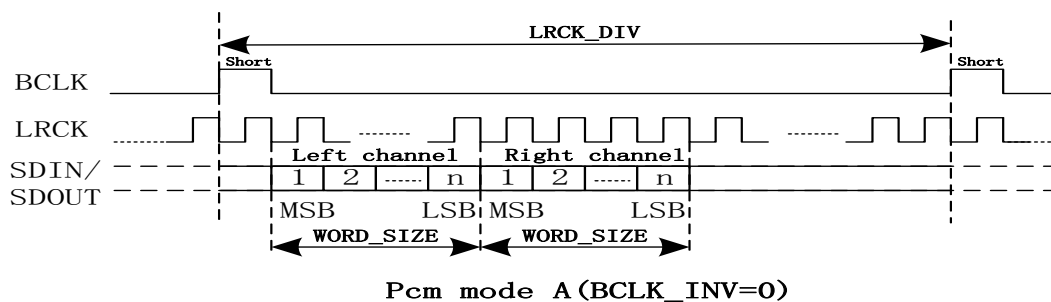 LRCK_DIV
Short Short
BCLK
LRCK
Left channel Right channel
SDIN/
SDOUT
1 2 n 1 2 n
MSB LSB MSB LSB
WORD_SIZE WORD_SIZE
Pcm mode A(BCLK_INV=0)